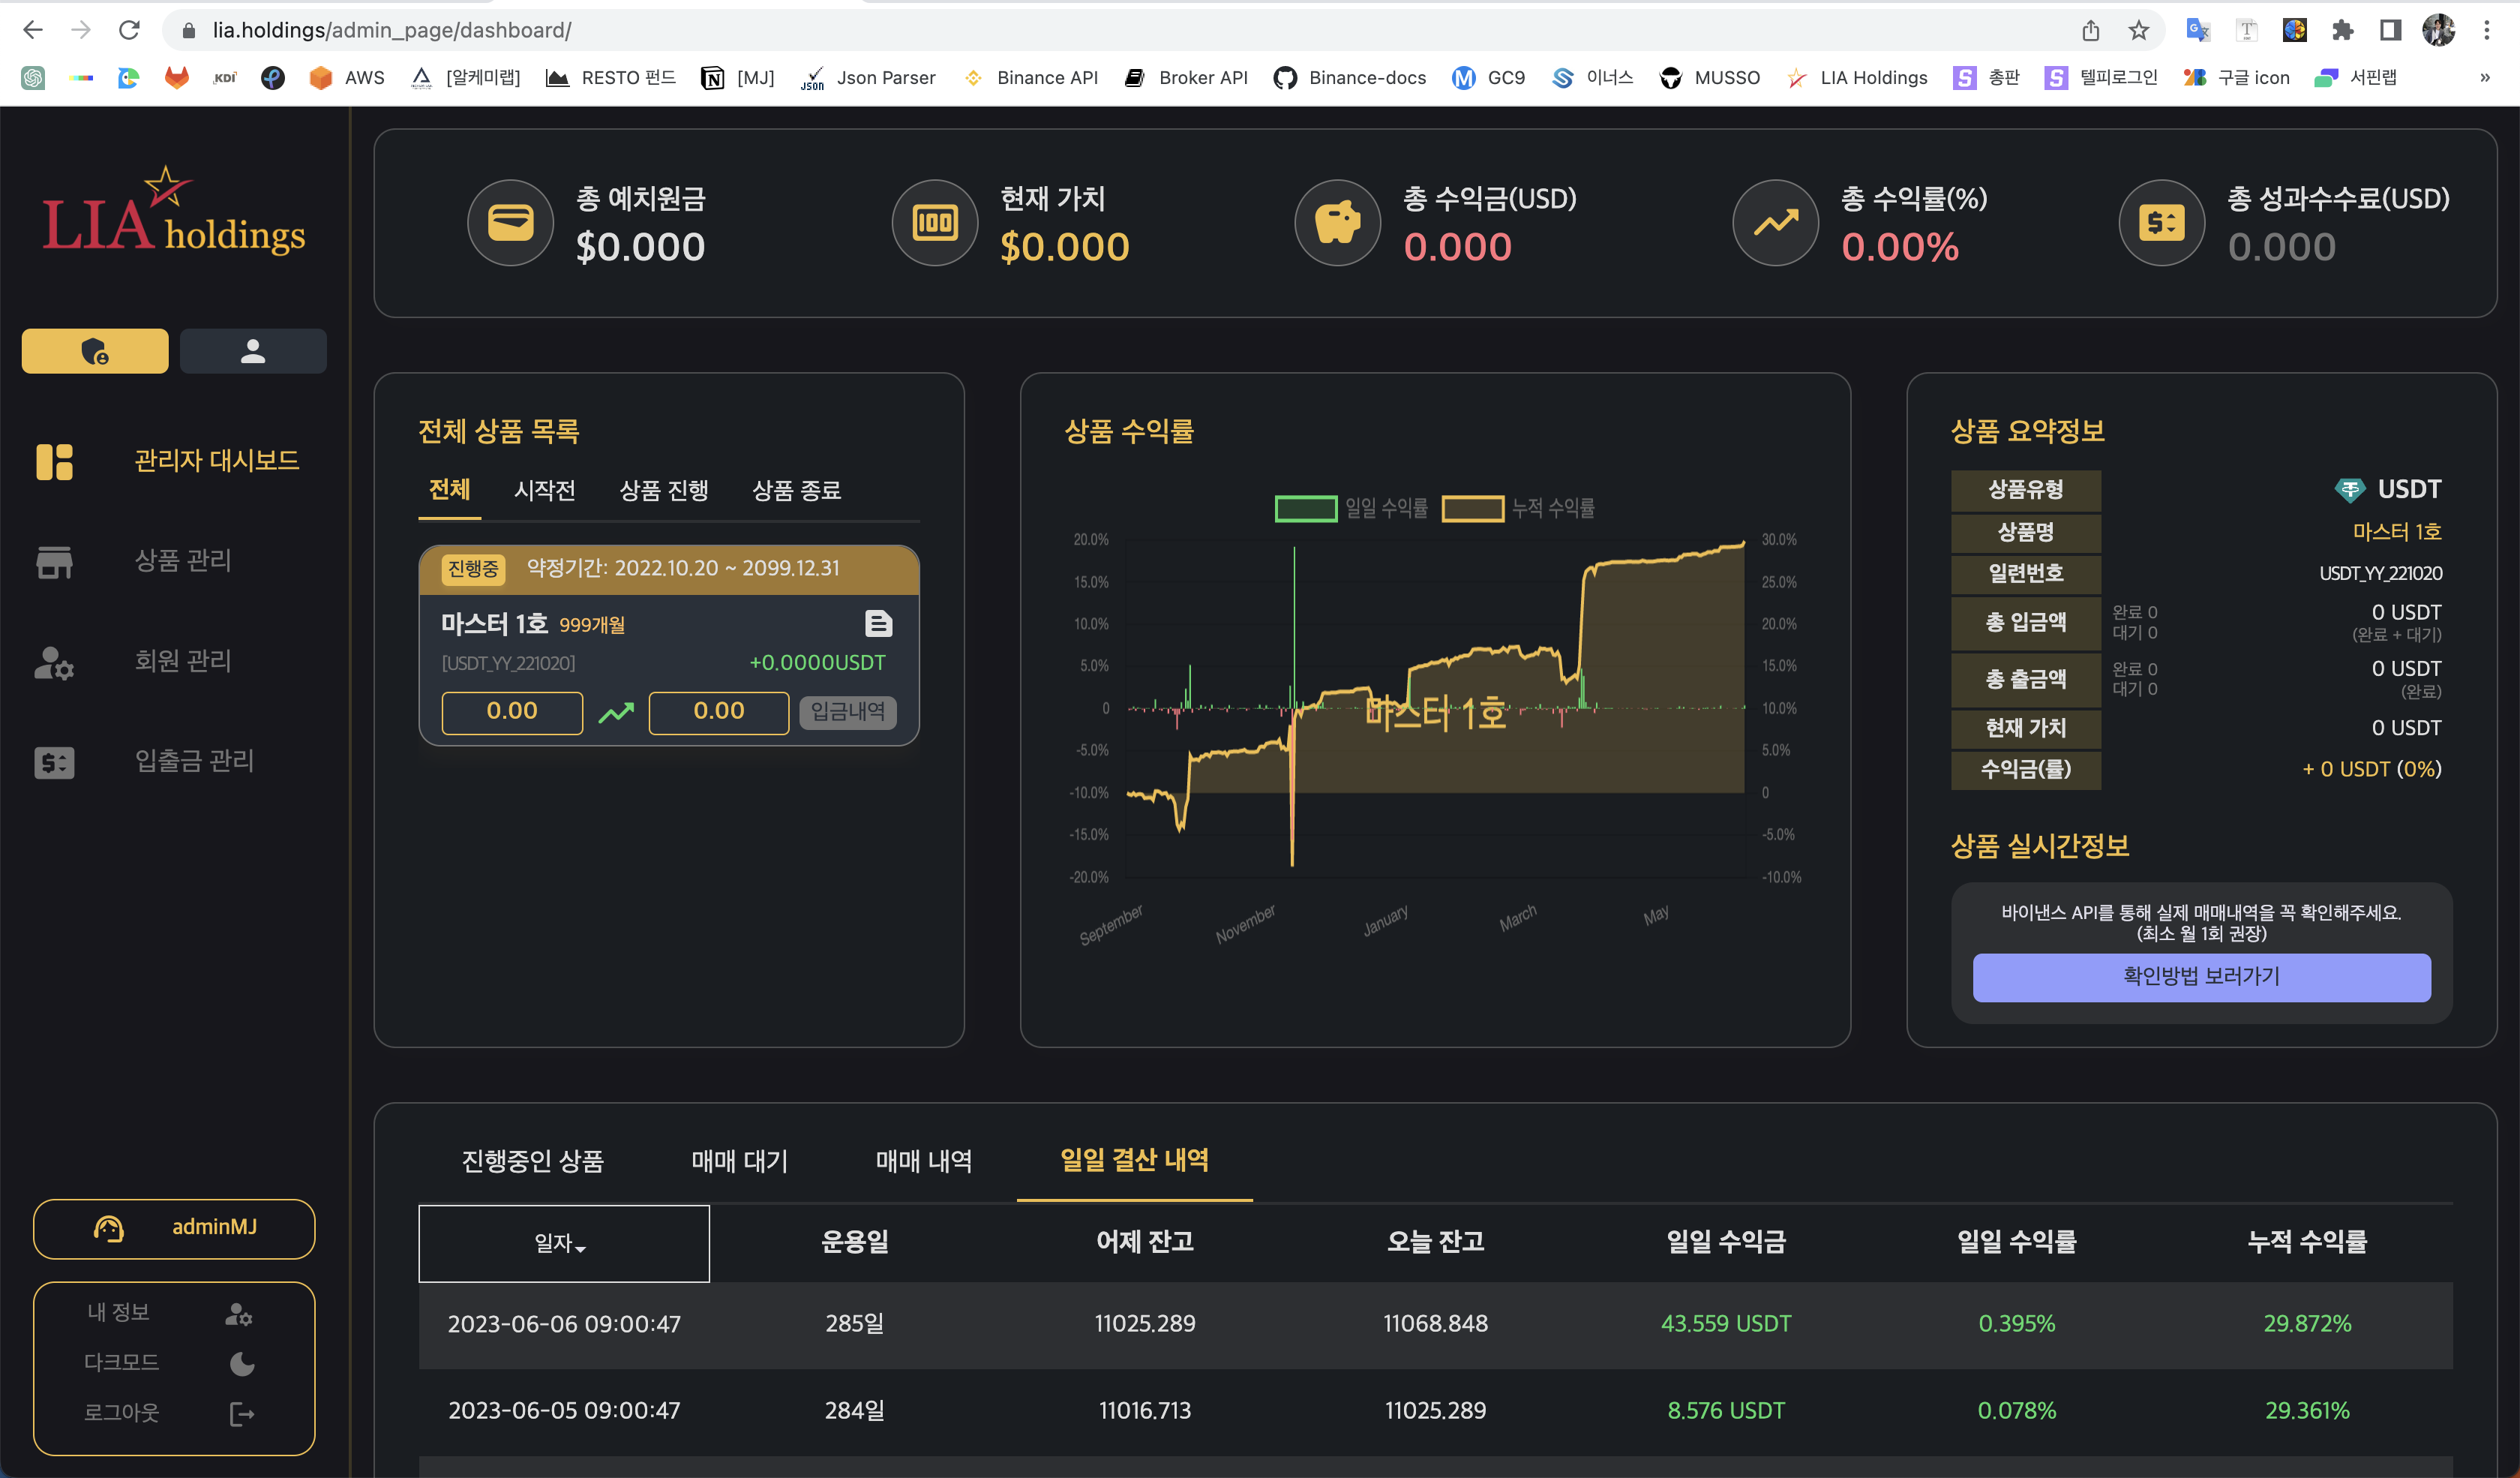 lia.holdings/admin_page/dashboard/
AWS [알케미랩] RESTO 펀드 [MJ] Json Parser Binance API Broker API Binance-docs GC9 이너스 MUSSO LIA Holdings 총판 텔피로그인 구글 icon 서핀랩 »
LIA holdings
관리자 대시보드
상품 관리
회원 관리
입출금 관리
adminMJ
내 정보
다크모드
로그아웃
총 예치원금
$0.000
현재 가치
$0.000
총 수익금(USD)
0.000
총 수익률(%)
0.00%
총 성과수수료(USD)
0.000
전체 상품 목록
전체 시작전 상품 진행 상품 종료
진행중 약정기간: 2022.10.20 ~ 2099.12.31
마스터 1호 999개월
[USDT_YY_221020] +0.0000USDT
0.00 0.00 입금내역
상품 수익률
일일 수익률 누적 수익률
20.0% 30.0%
15.0% 25.0%
10.0% 20.0%
5.0% 15.0%
0 10.0%
마스터 1호
-5.0% 5.0%
-10.0% 0
-15.0% -5.0%
-20.0% -10.0%
September November January March May
상품 요약정보
상품유형 USDT
상품명 마스터 1호
일련번호 USDT_YY_221020
총 입금액 완료 0 0 USDT
대기 0 (완료 + 대기)
총 출금액 완료 0 0 USDT
대기 0 (완료)
현재 가치 0 USDT
수익금(률) + 0 USDT (0%)
상품 실시간정보
바이낸스 API를 통해 실제 매매내역을 꼭 확인해주세요.
(최소 월 1회 권장)
확인방법 보러가기
진행중인 상품 매매 대기 매매 내역 일일 결산 내역
일자 운용일 어제 잔고 오늘 잔고 일일 수익금 일일 수익률 누적 수익률
2023-06-06 09:00:47 285일 11025.289 11068.848 43.559 USDT 0.395% 29.872%
2023-06-05 09:00:47 284일 11016.713 11025.289 8.576 USDT 0.078% 29.361%